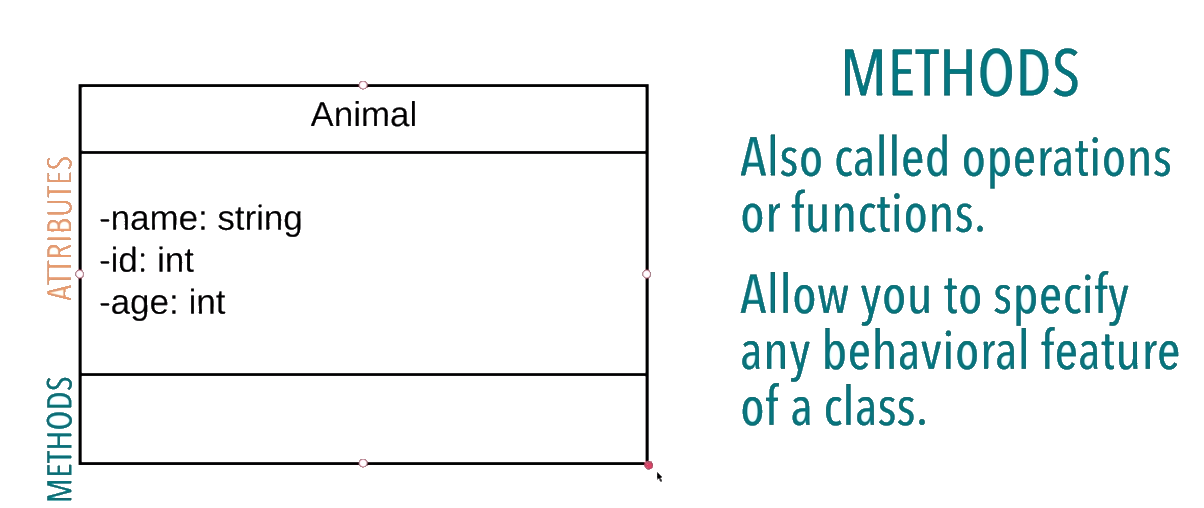 Animal
ATTRIBUTES
-name: string
-id: int
-age: int
METHODS
METHODS
Also called operations
or functions.
Allow you to specify
any behavioral feature
of a class.